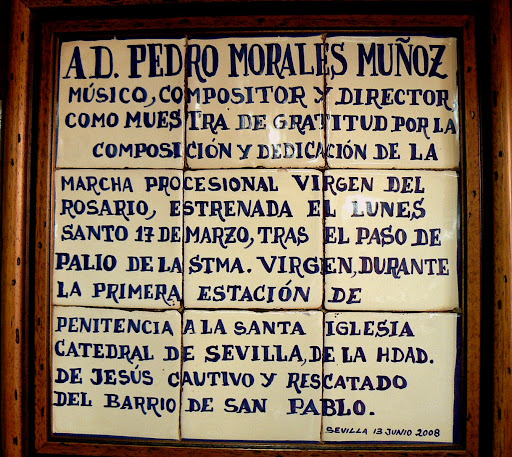 A D. PEDRO MORALES MUÑOZ
MÚSICO, COMPOSITOR Y DIRECTOR
COMO MUESTRA DE GRATITUD POR LA
COMPOSICIÓN Y DEDICACIÓN DE LA
MARCHA PROCESIONAL VIRGEN DEL
ROSARIO, ESTRENADA EL LUNES
SANTO 17 DE MARZO, TRAS EL PASO DE
PALIO DE LA STMA. VIRGEN, DURANTE
LA PRIMERA ESTACIÓN DE
PENITENCIA A LA SANTA IGLESIA
CATEDRAL DE SEVILLA, DE LA HDAD.
DE JESÚS CAUTIVO Y RESCATADO
DEL BARRIO DE SAN PABLO.
SEVILLA 13 JUNIO 2008